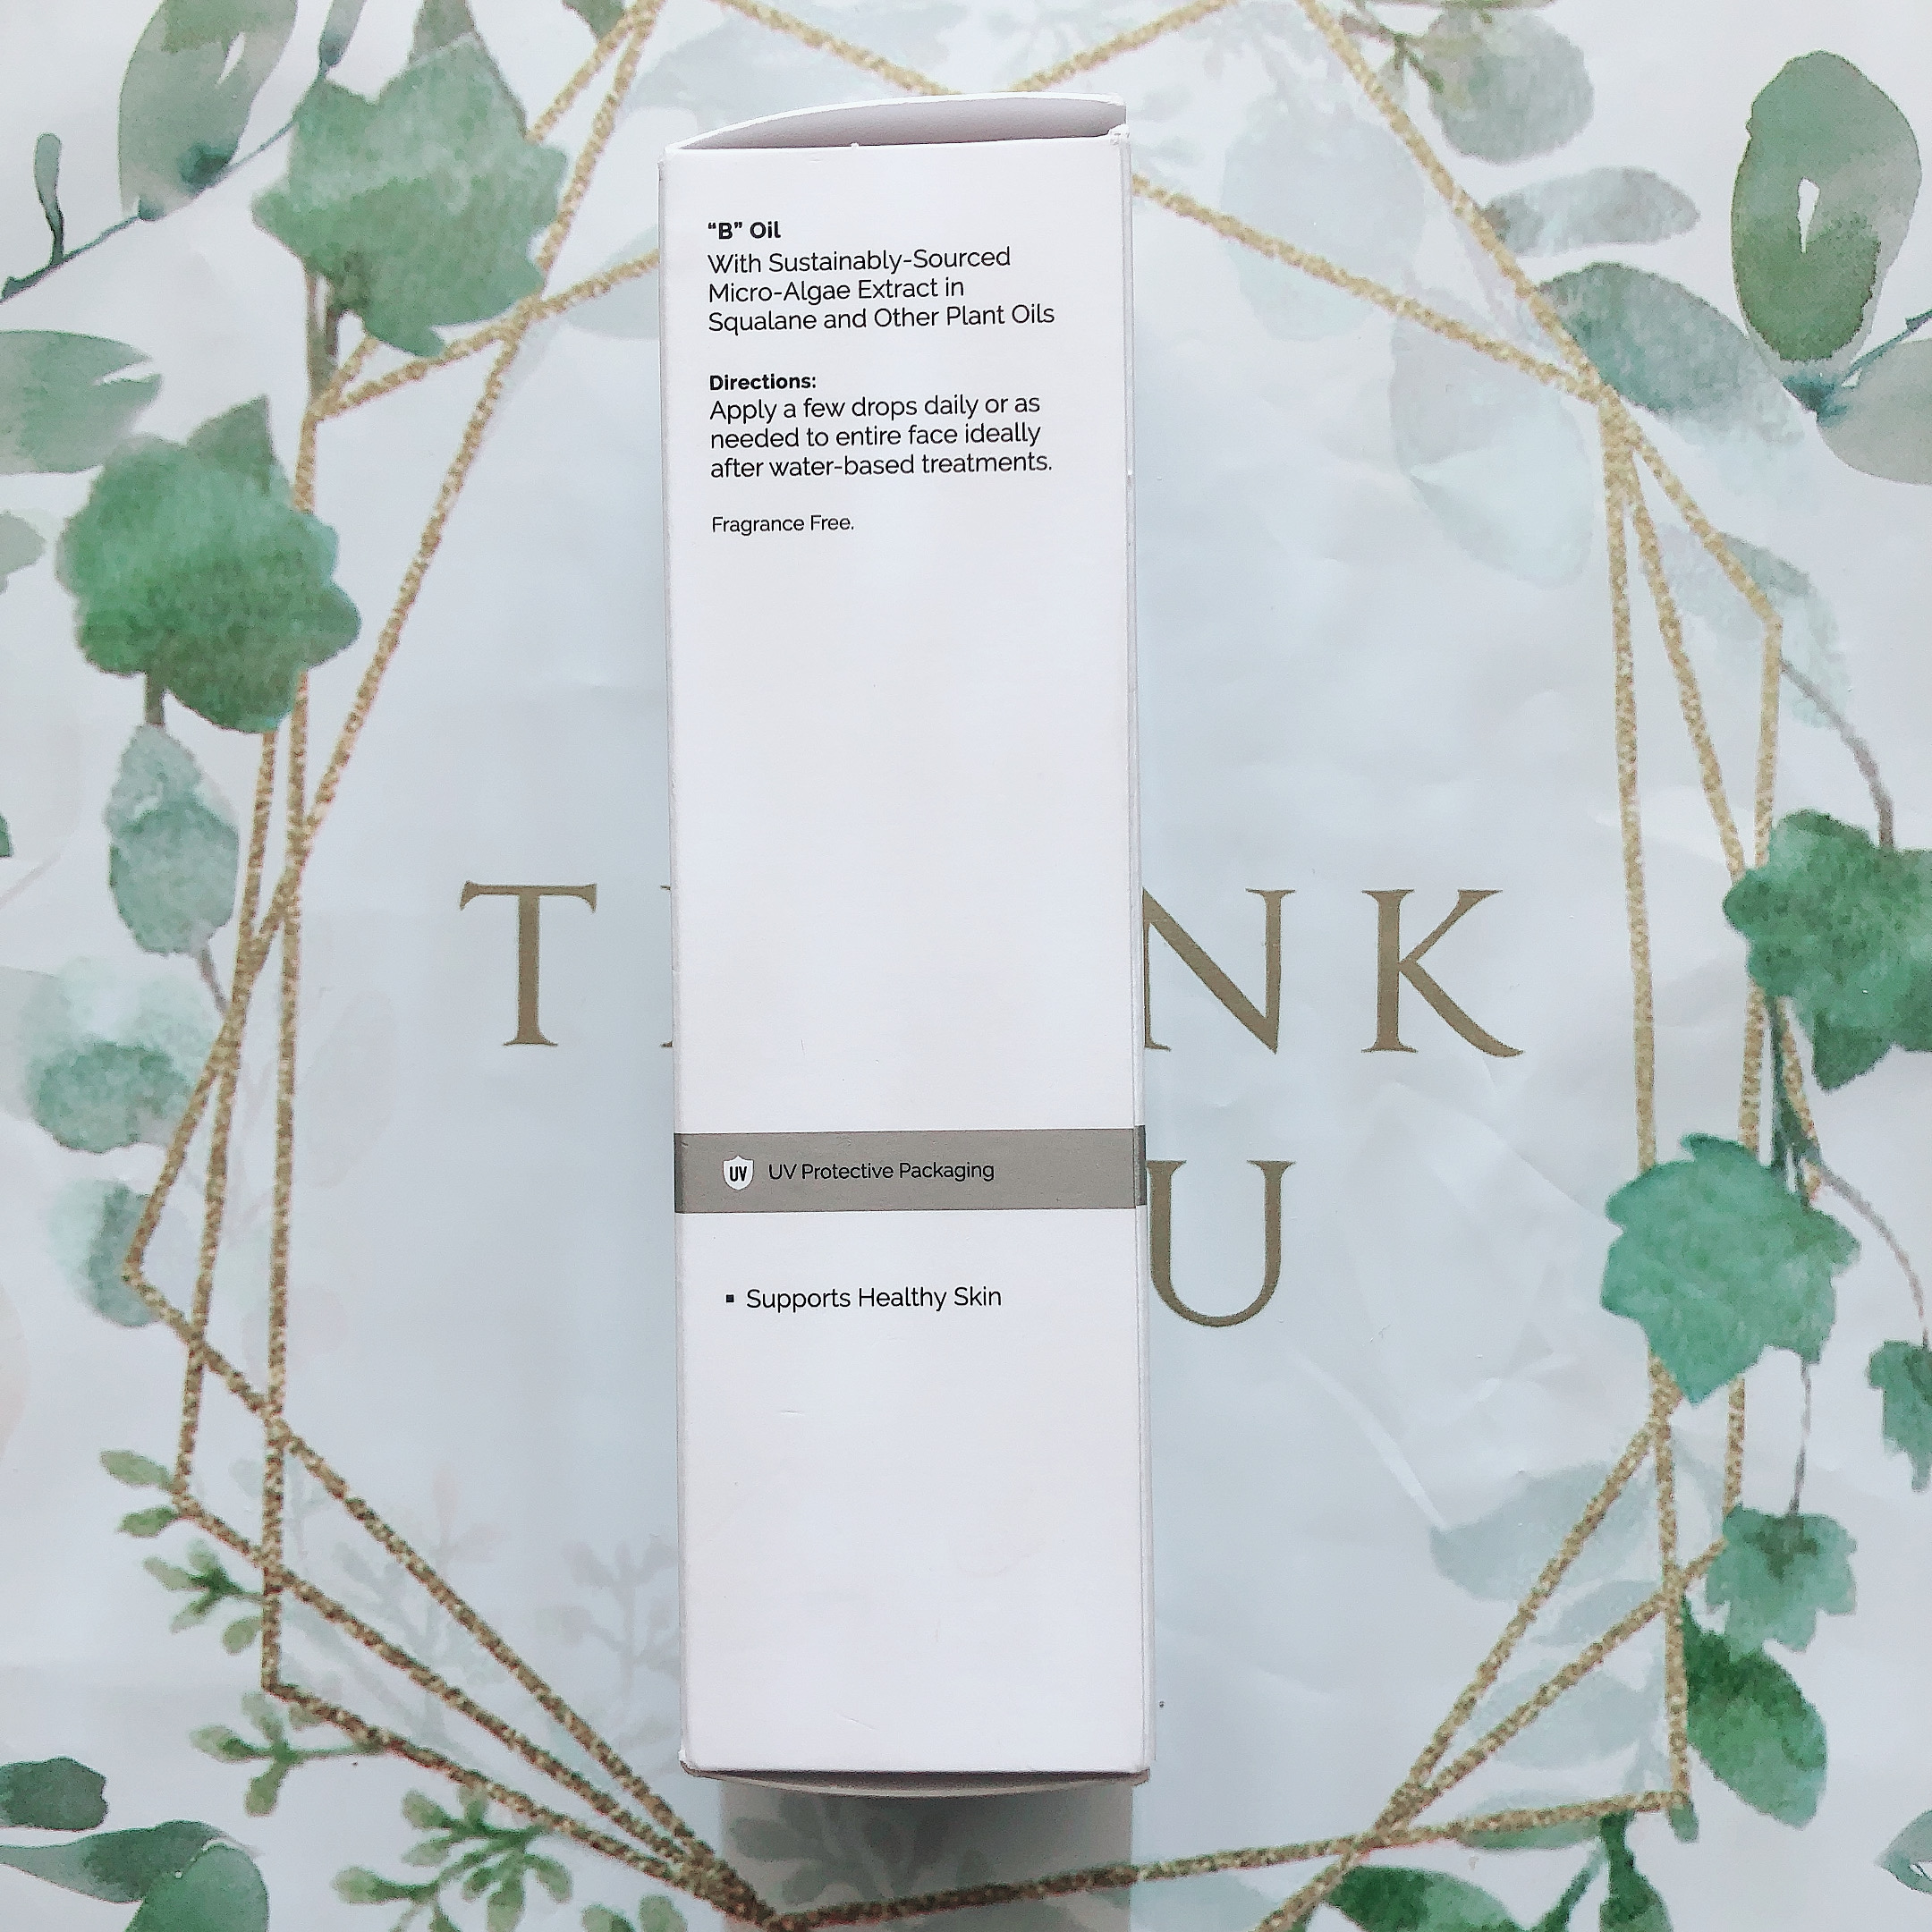 “B” Oil
With Sustainably-Sourced
Micro-Algae Extract in
Squalane and Other Plant Oils
Directions:
Apply a few drops daily or as
needed to entire face ideally
after water-based treatments.
Fragrance Free.
T NK
U
UV UV Protective Packaging
▪ Supports Healthy Skin